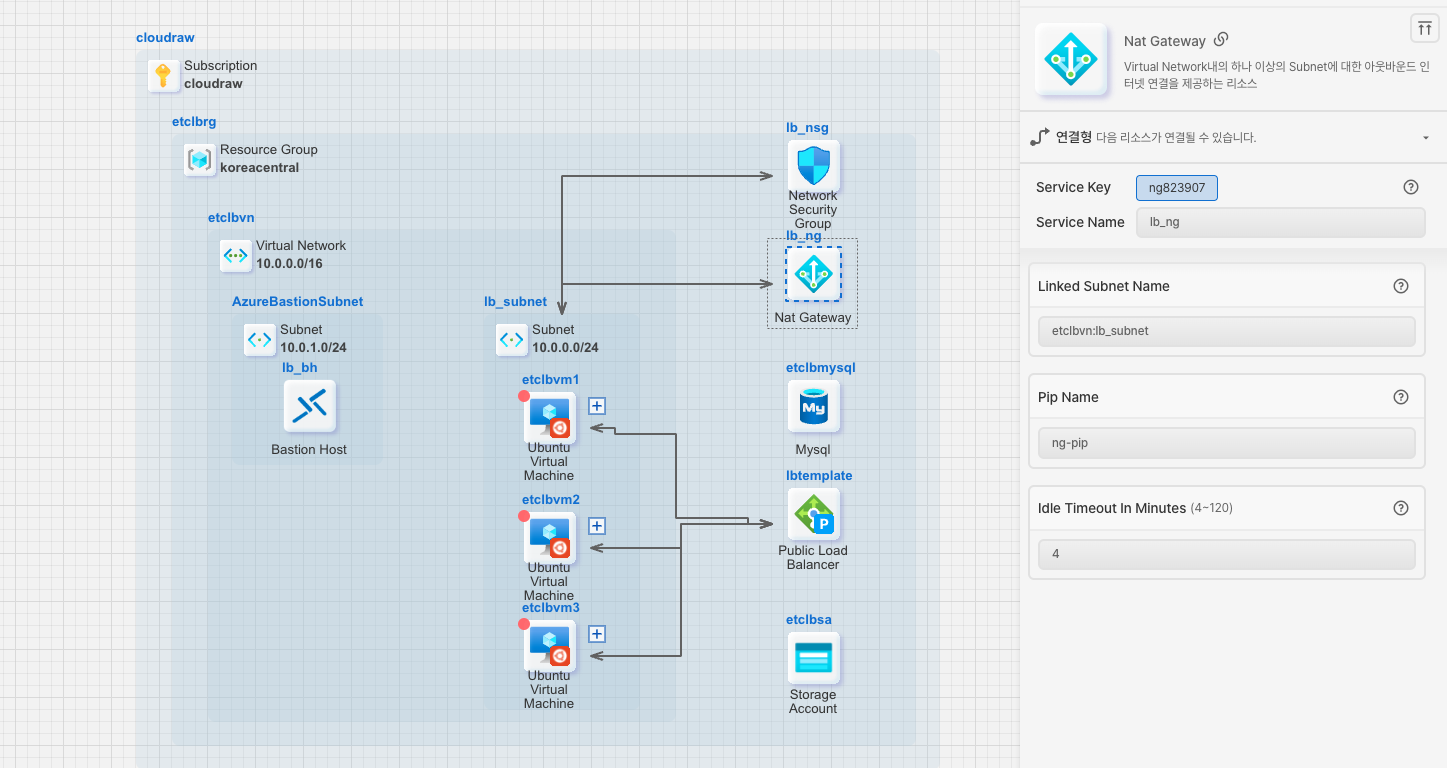 cloudraw
Subscription
cloudraw
etclbrg
Resource Group
koreacentral
etclbvn
Virtual Network
10.0.0.0/16
AzureBastionSubnet
Subnet
10.0.1.0/24
lb_bh
Bastion Host
lb_subnet
Subnet
10.0.0.0/24
etclbvm1
Ubuntu
Virtual
Machine
etclbvm2
Ubuntu
Virtual
Machine
etclbvm3
Ubuntu
Virtual
Machine
lb_nsg
Network
Security
Group
lb_ng
Nat Gateway
etclbmysql
My
Mysql
lbtemplate
P
Public Load
Balancer
etclbsa
Storage
Account
Nat Gateway
Virtual Network내의 하나 이상의 Subnet에 대한 아웃바운드 인
터넷 연결을 제공하는 리소스
연결형 다음 리소스가 연결될 수 있습니다.
Service Key ng823907
Service Name lb_ng
Linked Subnet Name
etclbvn:lb_subnet
Pip Name
ng-pip
Idle Timeout In Minutes (4~120)
4